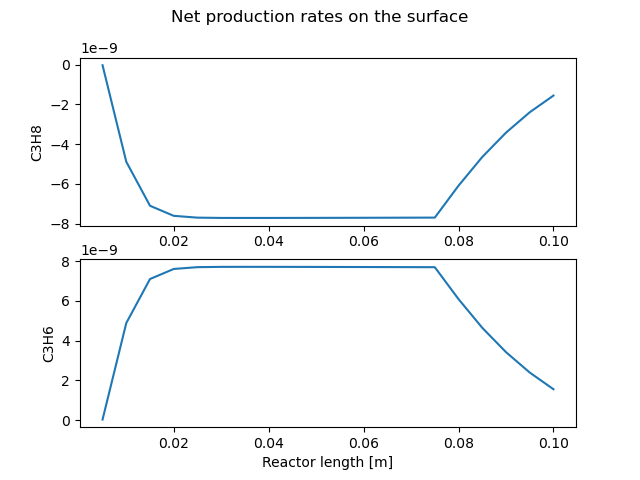 Net production rates on the surface
1e−9
0
−2
−4
−6
−8
C3H8
0.02 0.04 0.06 0.08 0.10
1e−9
8
6
4
2
0
C3H6
0.02 0.04 0.06 0.08 0.10
Reactor length [m]